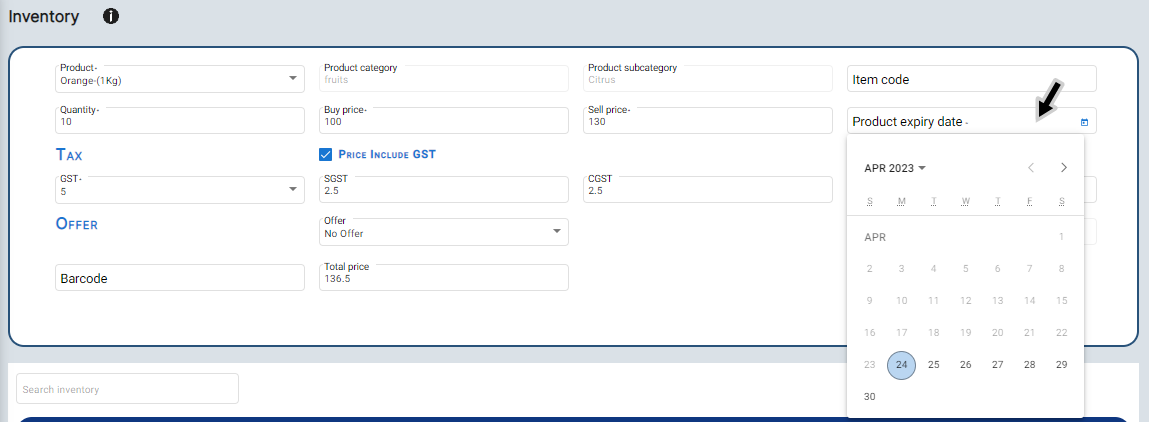 Inventory
Product-
Orange-(1Kg)
Product category
fruits
Product subcategory
Citrus
Item code
Quantity-
10
Buy price-
100
Sell price-
130
Product expiry date -
TAX
PRICE INCLUDE GST
GST-
5
SGST
2.5
CGST
2.5
OFFER
Offer
No Offer
Barcode
Total price
136.5
APR 2023
S M T W T F S
APR 1
2 3 4 5 6 7 8
9 10 11 12 13 14 15
16 17 18 19 20 21 22
23 24 25 26 27 28 29
30
Search inventory